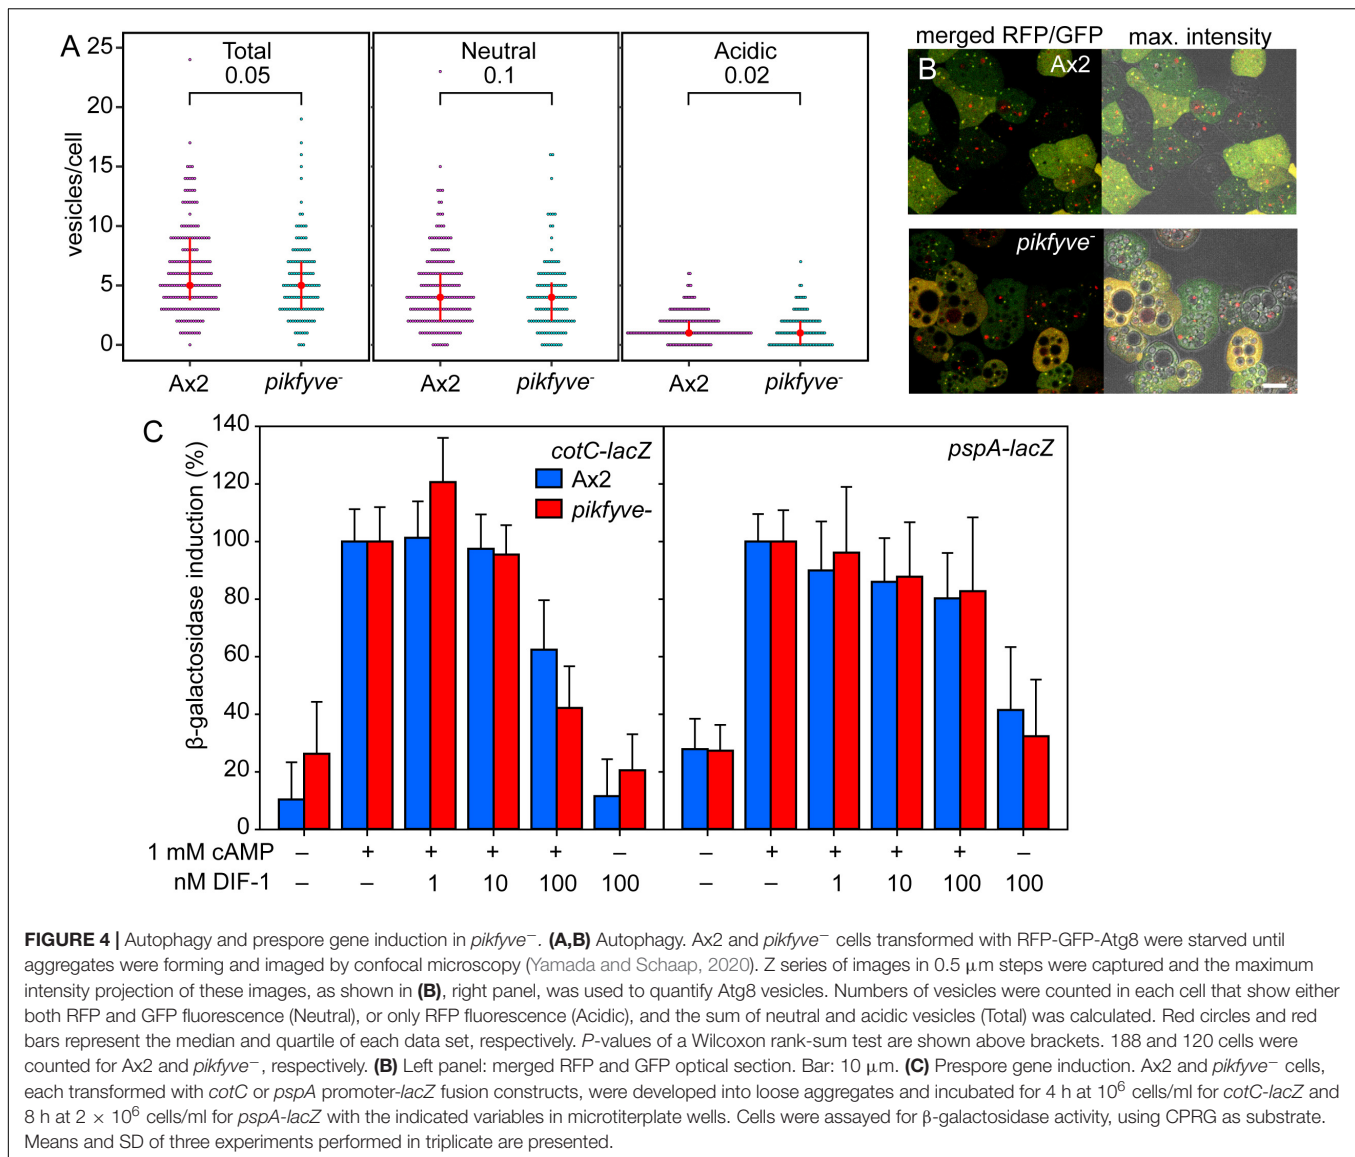 A
Total
0.05
Neutral
0.1
Acidic
0.02
25
20
15
10
5
0
vesicles/cell
Ax2
pikfyve-
Ax2
pikfyve-
Ax2
pikfyve-
merged RFP/GFP
max. intensity
B
Ax2
pikfyve-
C
140
120
100
80
60
40
20
0
β-galactosidase induction (%)
cotC-lacZ
Ax2
pikfyve-
pspA-lacZ
1 mM cAMP – + + + + – – + + + + –
nM DIF-1 – – 1 10 100 100 – – 1 10 100 100
FIGURE 4 | Autophagy and prespore gene induction in pikfyve−. (A,B) Autophagy. Ax2 and pikfyve− cells transformed with RFP-GFP-Atg8 were starved until
aggregates were forming and imaged by confocal microscopy (Yamada and Schaap, 2020). Z series of images in 0.5 μm steps were captured and the maximum
intensity projection of these images, as shown in (B), right panel, was used to quantify Atg8 vesicles. Numbers of vesicles were counted in each cell that show either
both RFP and GFP fluorescence (Neutral), or only RFP fluorescence (Acidic), and the sum of neutral and acidic vesicles (Total) was calculated. Red circles and red
bars represent the median and quartile of each data set, respectively. P-values of a Wilcoxon rank-sum test are shown above brackets. 188 and 120 cells were
counted for Ax2 and pikfyve−, respectively. (B) Left panel: merged RFP and GFP optical section. Bar: 10 μm. (C) Prespore gene induction. Ax2 and pikfyve− cells,
each transformed with cotC or pspA promoter-lacZ fusion constructs, were developed into loose aggregates and incubated for 4 h at 10⁶ cells/ml for cotC-lacZ and
8 h at 2 × 10⁶ cells/ml for pspA-lacZ with the indicated variables in microtiterplate wells. Cells were assayed for β-galactosidase activity, using CPRG as substrate.
Means and SD of three experiments performed in triplicate are presented.